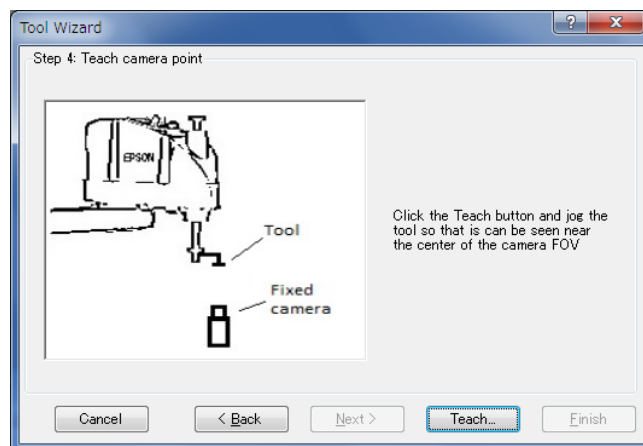 Tool Wizard
?
X
Step 4: Teach camera point
EPSON
Tool
Fixed
camera
Click the Teach button and jog the
tool so that is can be seen near
the center of the camera FOV
Cancel
< Back
Next >
Teach...
Finish